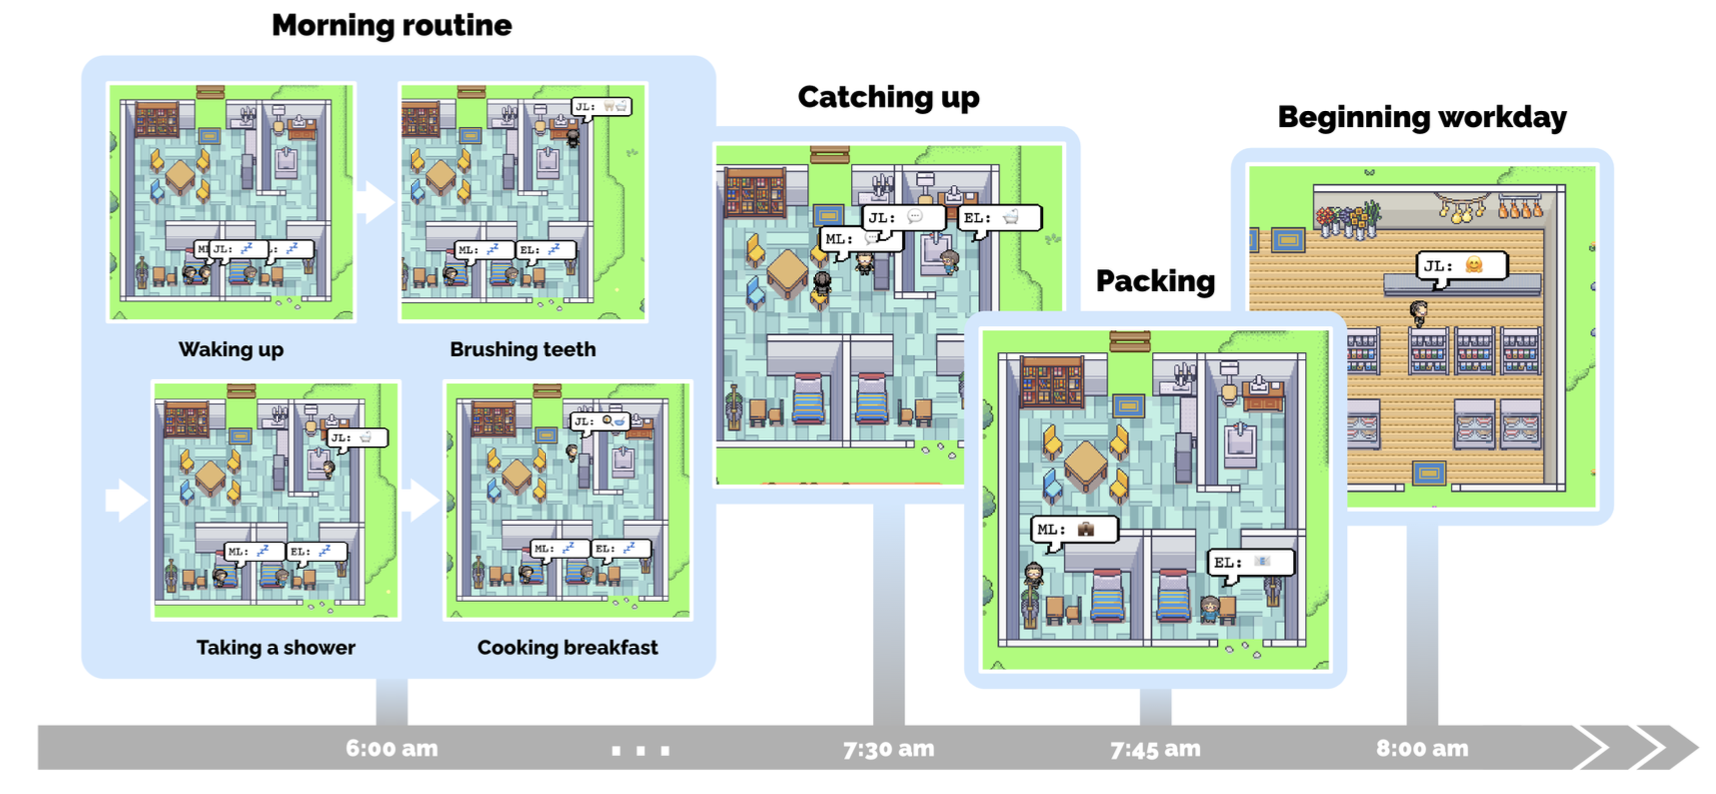 Morning routine
JL:
ML:
JL:
ML:
EL:
Waking up
Brushing teeth
JL:
JL:
ML:
EL:
ML:
EL:
Taking a shower
Cooking breakfast
Catching up
JL:
EL:
ML:
Packing
ML:
EL:
Beginning workday
JL:
6:00 am
...
7:30 am
7:45 am
8:00 am